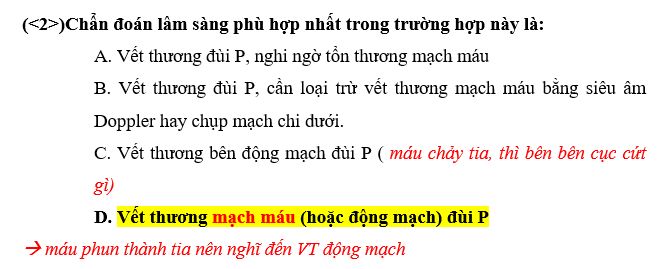 (<2>)Chẩn đoán lâm sàng phù hợp nhất trong trường hợp này là:
A. Vết thương đùi P, nghi ngờ tổn thương mạch máu
B. Vết thương đùi P, cần loại trừ vết thương mạch máu bằng siêu âm
Doppler hay chụp mạch chi dưới.
C. Vết thương bên động mạch đùi P ( máu chảy tia, thì bên bên cục cứt
gì)
D. Vết thương mạch máu (hoặc động mạch) đùi P
→ máu phun thành tia nên nghĩ đến VT động mạch